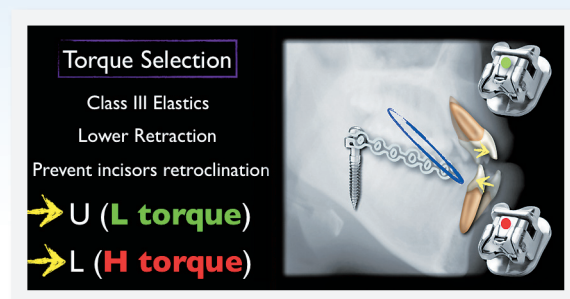 Torque Selection
Class III Elastics
Lower Retraction
Prevent incisors retroclination
U (L torque)
L (H torque)